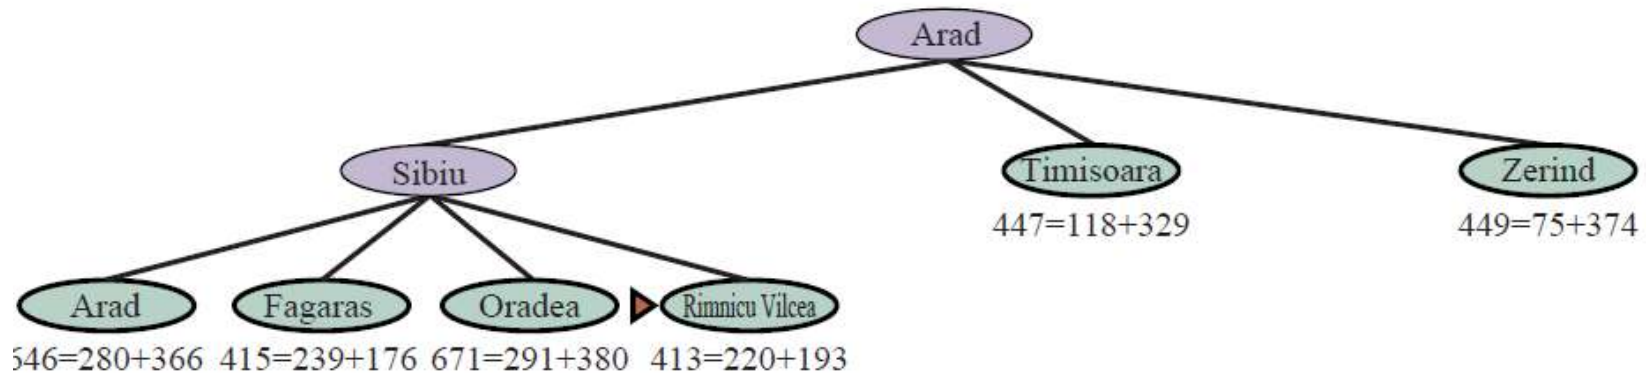 Arad
Sibiu
Timisoara
Zerind
447=118+329
449=75+374
Arad
Fagaras
Oradea
Rimnicu Vilcea
646=280+366
415=239+176
671=291+380
413=220+193